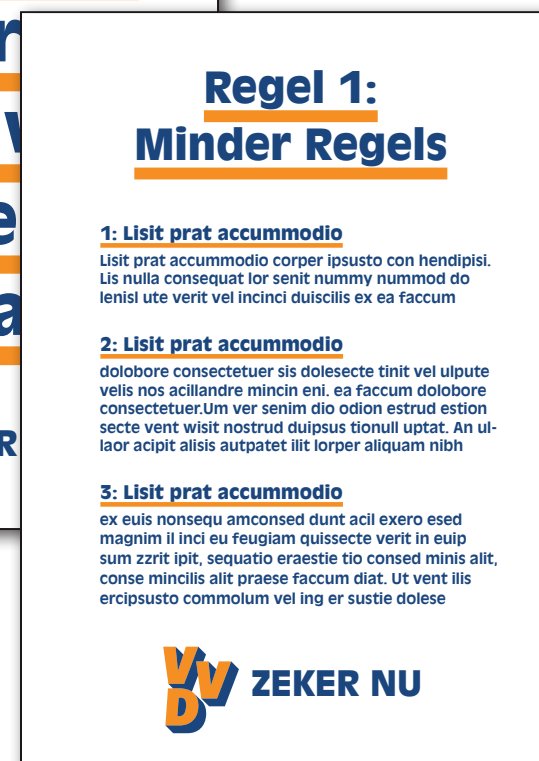 Regel 1:
Minder Regels
1: Lisit prat accummodio
Lisit prat accummodio corper ipsusto con hendipisi.
Lis nulla consequat lor senit nummy nummod do
lenisl ute verit vel incinci duiscilis ex ea faccum
2: Lisit prat accummodio
dolobore consectetuer sis dolesecte tinit vel ulpute
velis nos acillandre mincin eni. ea faccum dolobore
consectetuer.Um ver senim dio odion estrud estion
secte vent wisit nostrud duipsus tionull uptat. An ul-
laor acipit alisis autpatet ilit lorper aliquam nibh
3: Lisit prat accummodio
ex euis nonsequ amconsed dunt acil exero esed
magnim il inci eu feugiam quissecte verit in euip
sum zzrit ipit, sequatio eraestie tio consed minis alit,
conse mincilis alit praese faccum diat. Ut vent ilis
ercipsusto commolum vel ing er sustie dolese
VVD ZEKER NU